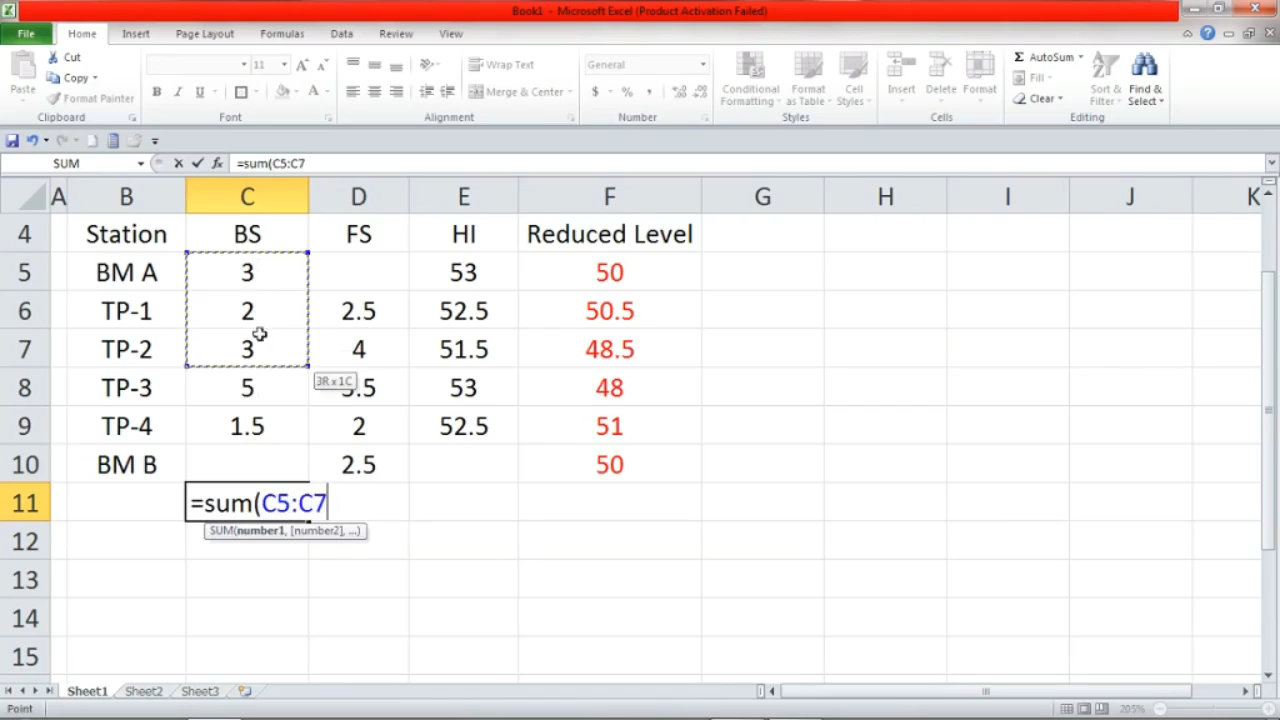 Book1 - Microsoft Excel (Product Activation Failed)
File Home Insert Page Layout Formulas Data Review View
Cut
Copy
Format Painter
Paste
Clipboard
11
B I U A
Font
Wrap Text
Merge & Center
Alignment
General
$ % ,
Number
Conditional Formatting
Format as Table
Cell Styles
Styles
Insert
Delete
Format
Cells
Σ AutoSum
Fill
Clear
Sort & Filter
Find & Select
Editing
SUM fx =sum(C5:C7
A B C D E F G H I J K
4 Station BS FS HI Reduced Level
5 BM A 3 53 50
6 TP-1 2 2.5 52.5 50.5
7 TP-2 3 4 51.5 48.5
3R x 1C
8 TP-3 5 3.5 53 48
9 TP-4 1.5 2 52.5 51
10 BM B 2.5 50
11 =sum(C5:C7
SUM(number1, [number2], ...)
12
13
14
15
Sheet1 Sheet2 Sheet3
Point 205%